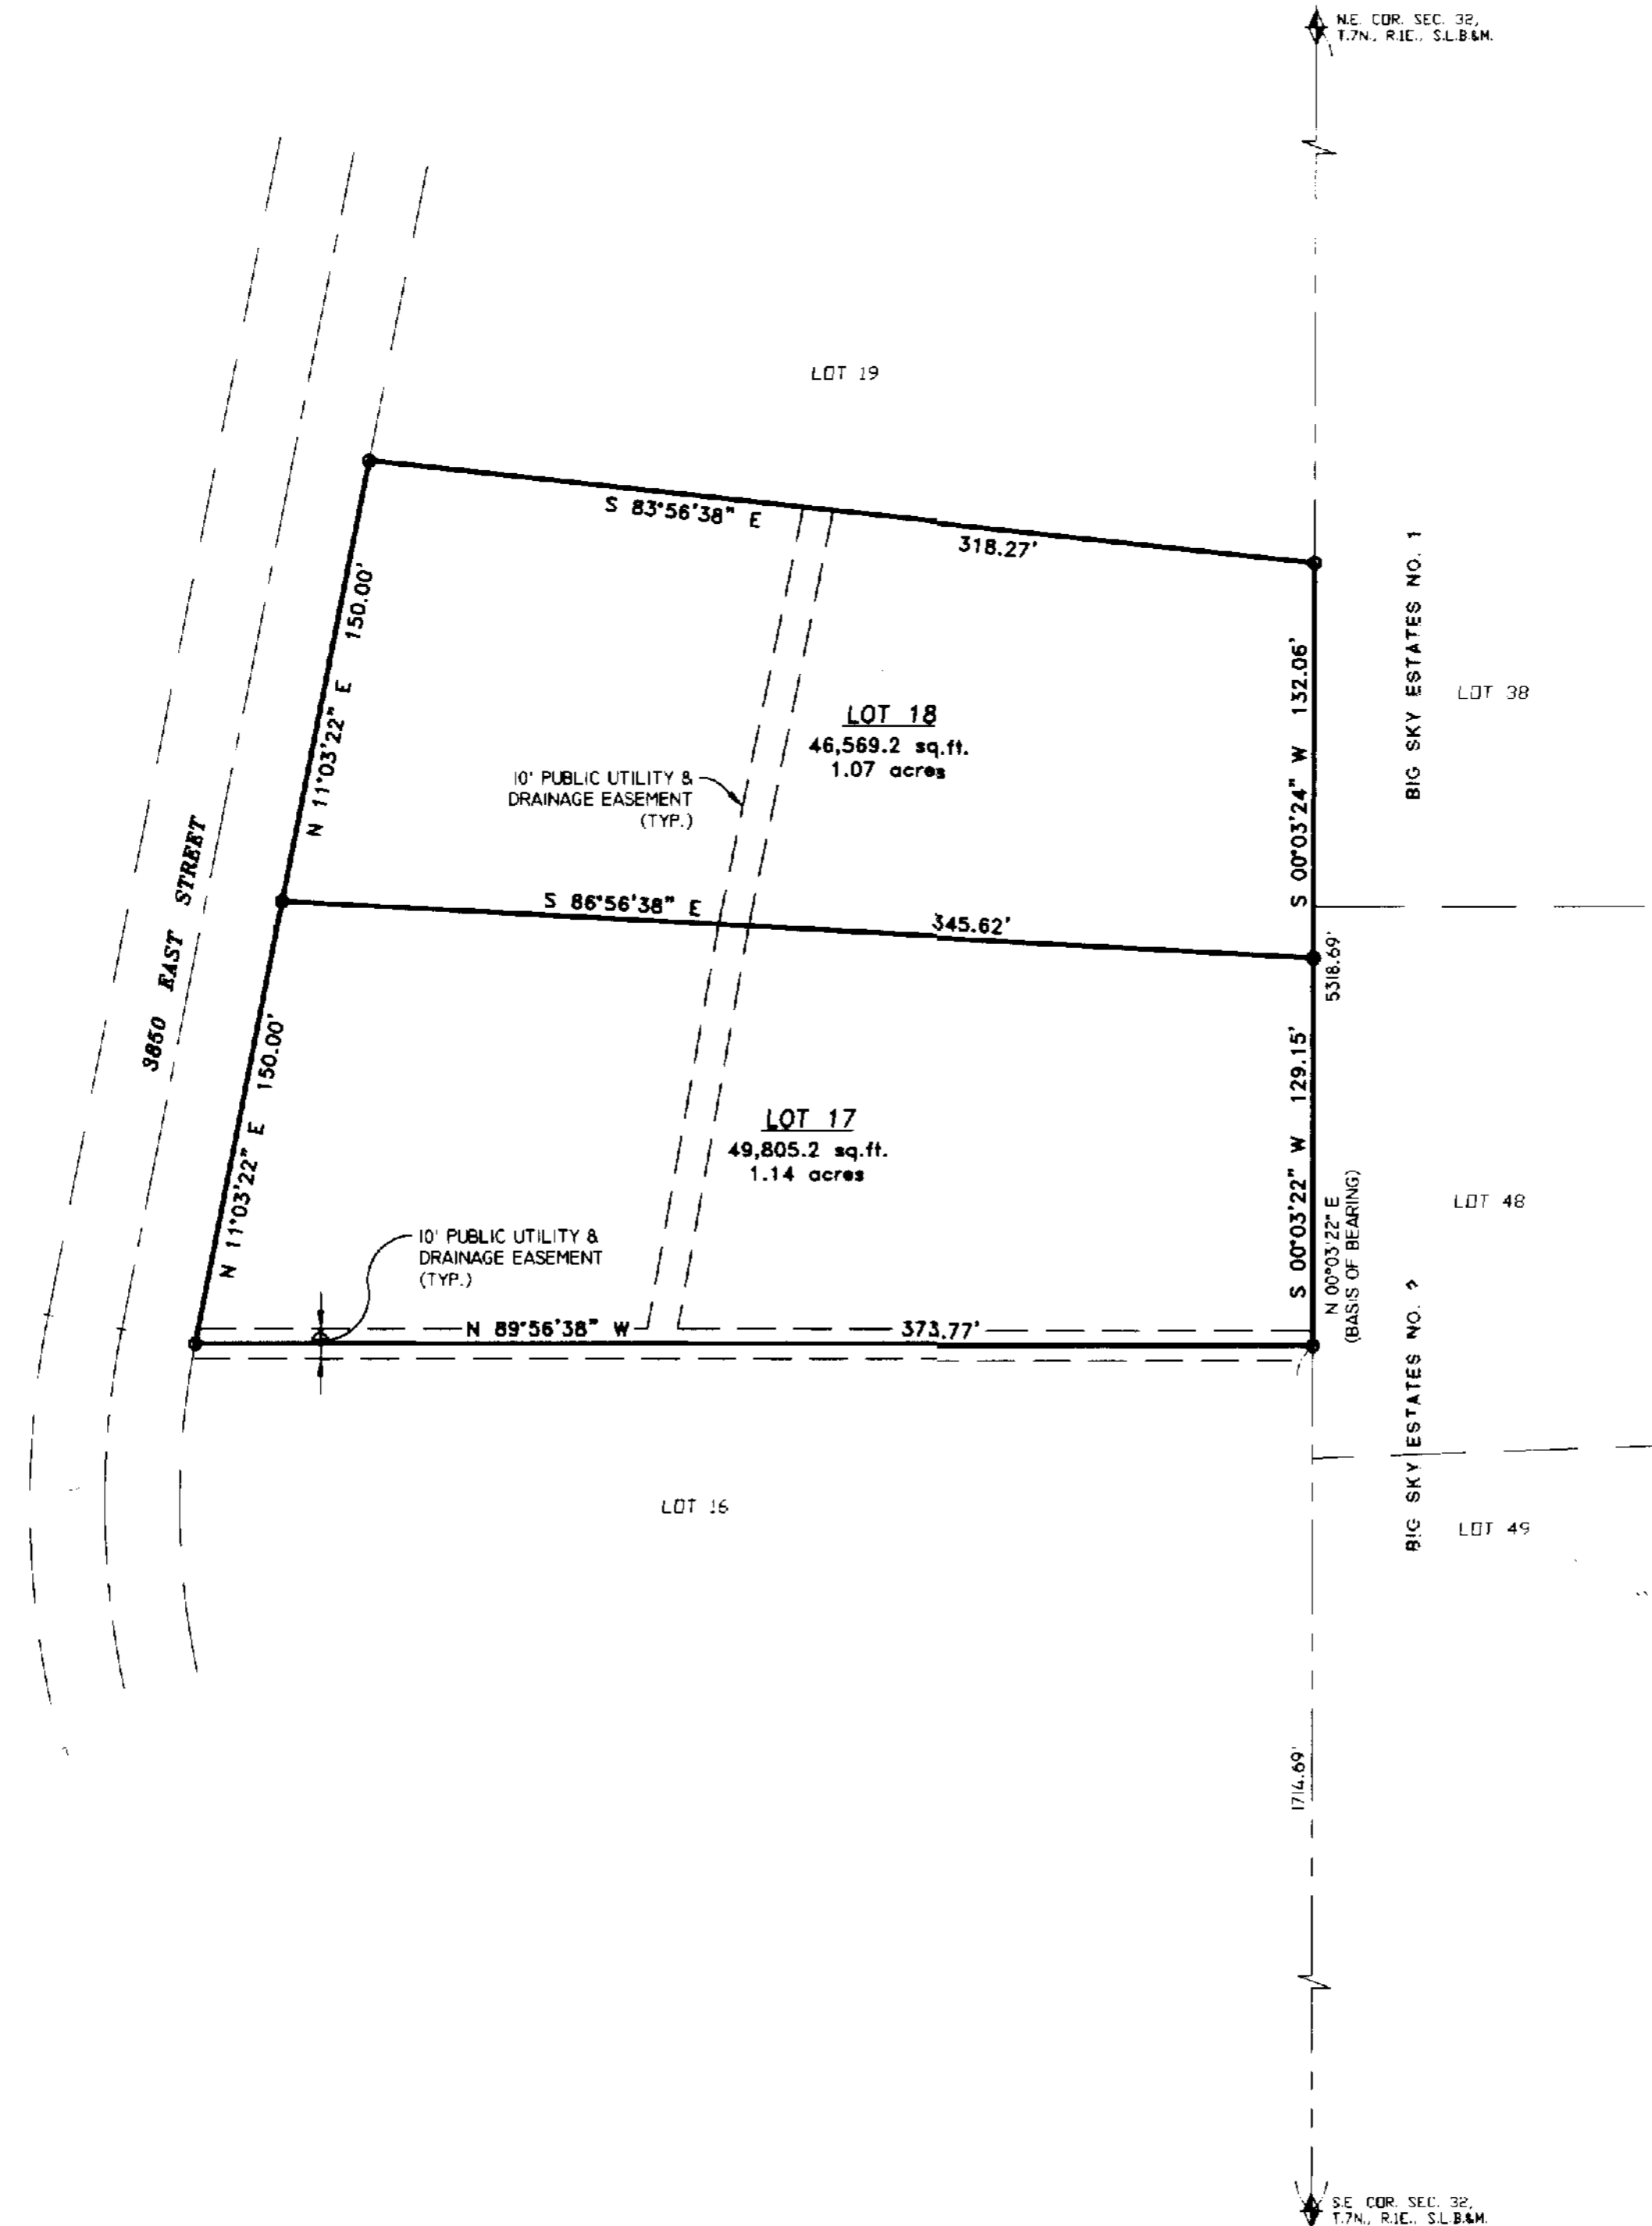 N.E. COR. SEC. 32,
T.7N., R.1E., S.L.B.&M.
LOT 19
S 83°56'38" E
318.27'
N 11°03'22" E 150.00'
LOT 18
46,569.2 sq.ft.
1.07 acres
10' PUBLIC UTILITY &
DRAINAGE EASEMENT
(TYP.)
S 00°03'24" W 132.06'
BIG SKY ESTATES NO. 1
LOT 38
3850 EAST STREET
S 86°56'38" E
345.62'
5318.69'
N 11°03'22" E 150.00'
LOT 17
49,805.2 sq.ft.
1.14 acres
S 00°03'22" W 129.15'
N 00°03'22" E
(BASIS OF BEARING)
LOT 48
10' PUBLIC UTILITY &
DRAINAGE EASEMENT
(TYP.)
N 89°56'38" W
373.77'
BIG SKY ESTATES NO.
LOT 16
LOT 49
1714.69'
S.E. COR. SEC. 32,
T.7N., R.1E., S.L.B.&M.